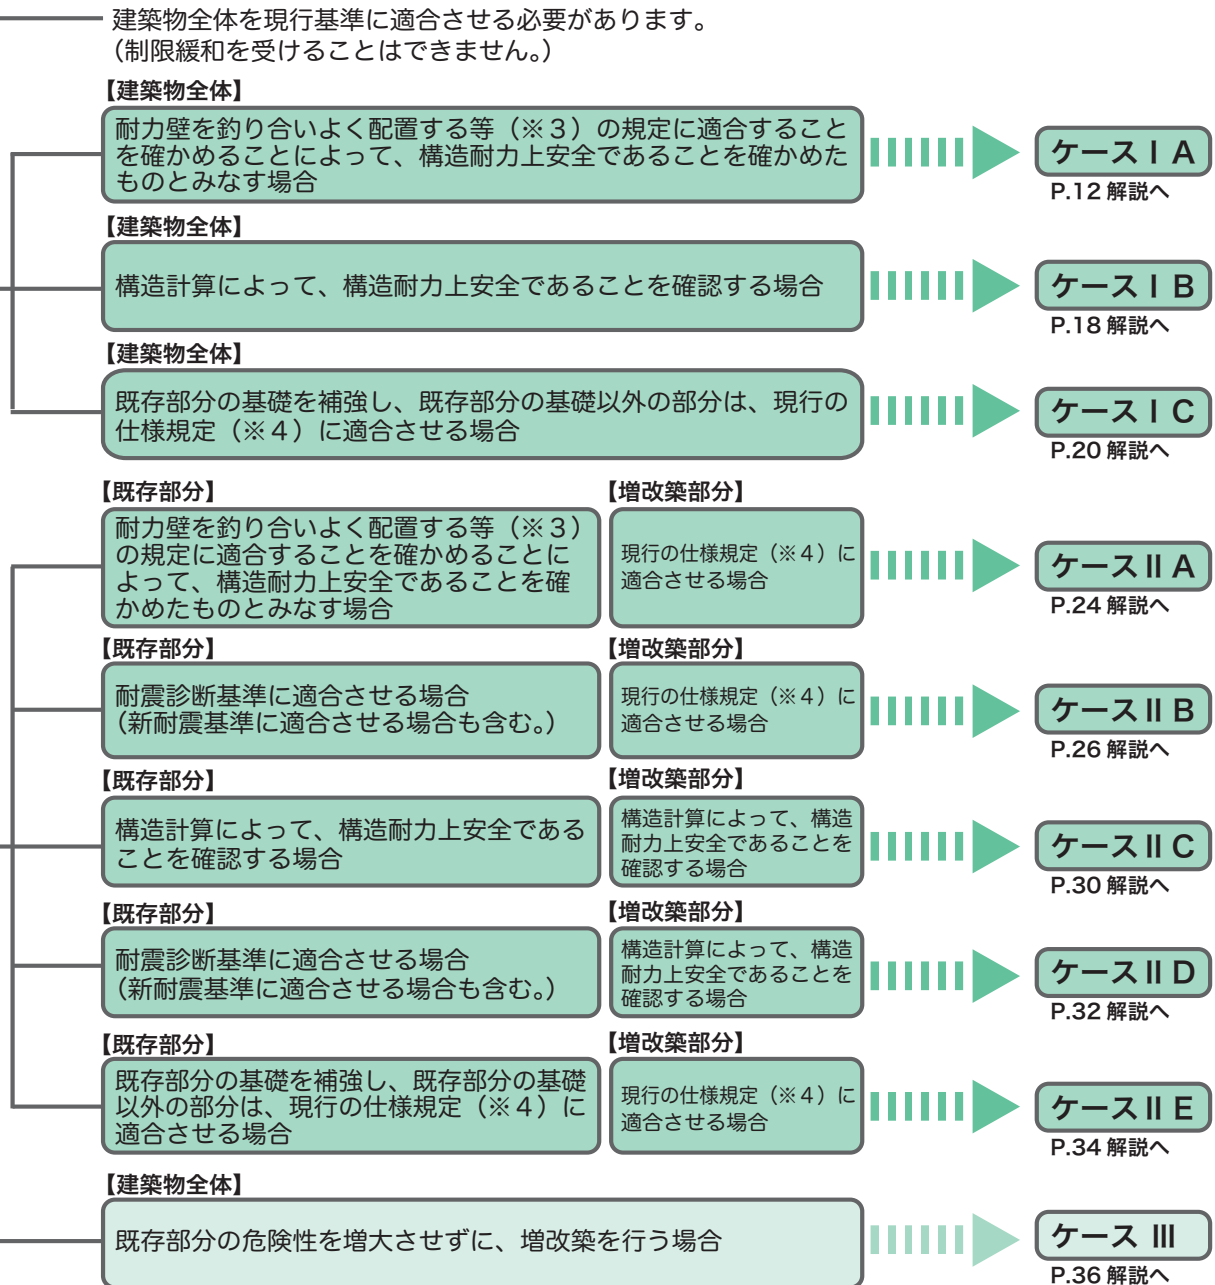 建築物全体を現行基準に適合させる必要があります。
（制限緩和を受けることはできません。）
【建築物全体】
耐力壁を釣り合いよく配置する等（※３）の規定に適合すること
を確かめることによって、構造耐力上安全であることを確かめた
ものとみなす場合
ケースⅠ A
P.12 解説へ
【建築物全体】
構造計算によって、構造耐力上安全であることを確認する場合
ケースⅠ B
P.18 解説へ
【建築物全体】
既存部分の基礎を補強し、既存部分の基礎以外の部分は、現行の
仕様規定（※４）に適合させる場合
ケースⅠ C
P.20 解説へ
【既存部分】
耐力壁を釣り合いよく配置する等（※３）
の規定に適合することを確かめることに
よって、構造耐力上安全であることを確
かめたものとみなす場合
【増改築部分】
現行の仕様規定（※４）に
適合させる場合
ケースⅡ A
P.24 解説へ
【既存部分】
耐震診断基準に適合させる場合
（新耐震基準に適合させる場合も含む。）
【増改築部分】
現行の仕様規定（※４）に
適合させる場合
ケースⅡ B
P.26 解説へ
【既存部分】
構造計算によって、構造耐力上安全である
ことを確認する場合
【増改築部分】
構造計算によって、構造
耐力上安全であることを
確認する場合
ケースⅡ C
P.30 解説へ
【既存部分】
耐震診断基準に適合させる場合
（新耐震基準に適合させる場合も含む。）
【増改築部分】
構造計算によって、構造
耐力上安全であることを
確認する場合
ケースⅡ D
P.32 解説へ
【既存部分】
既存部分の基礎を補強し、既存部分の基礎
以外の部分は、現行の仕様規定（※４）に
適合させる場合
【増改築部分】
現行の仕様規定（※４）に
適合させる場合
ケースⅡ E
P.34 解説へ
【建築物全体】
既存部分の危険性を増大させずに、増改築を行う場合
ケース Ⅲ
P.36 解説へ